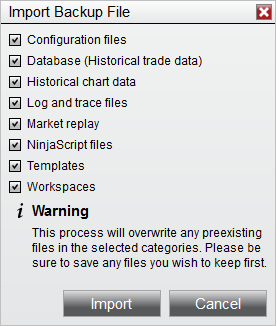 Import Backup File
Configuration files
Database (Historical trade data)
Historical chart data
Log and trace files
Market replay
NinjaScript files
Templates
Workspaces
i Warning
This process will overwrite any preexisting
files in the selected categories. Please be
sure to save any files you wish to keep first.
Import Cancel